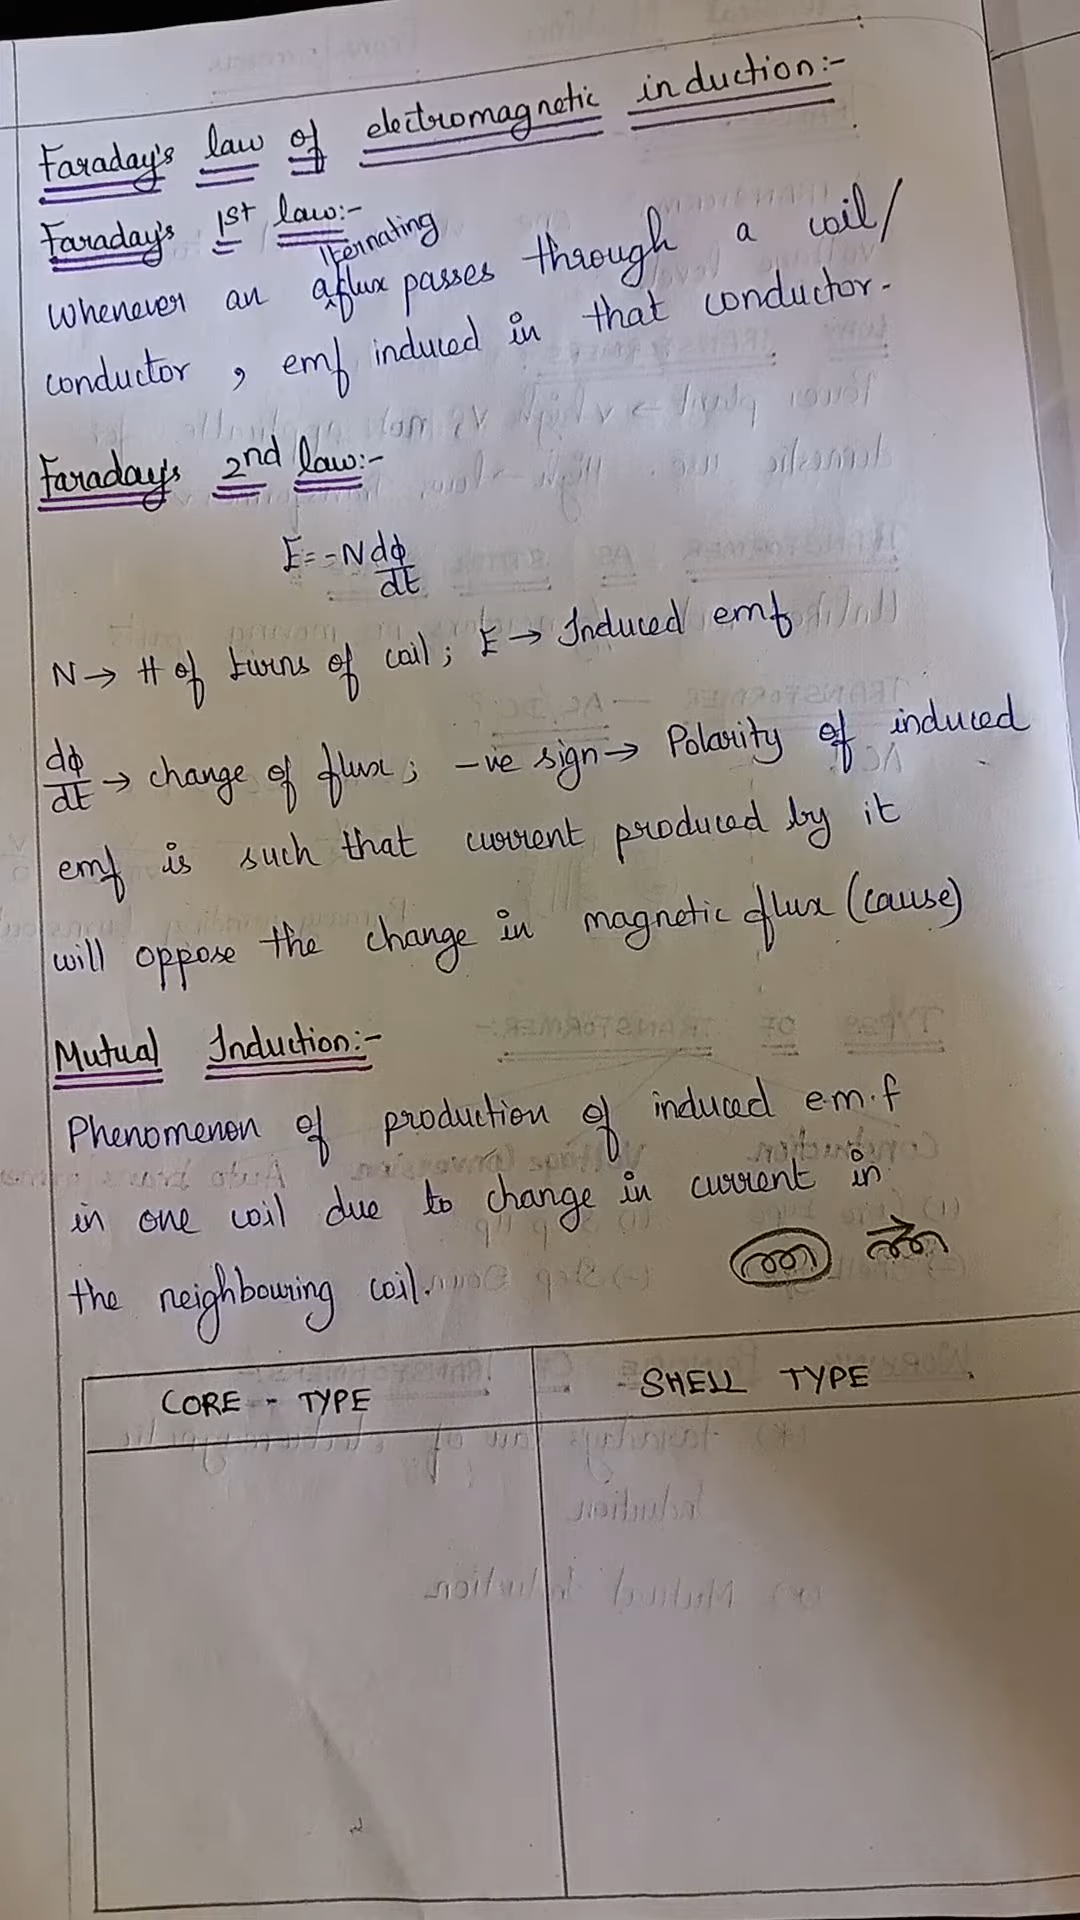 Faraday's law of electromagnetic induction:-
Faraday's 1st law:-
Whenever an alternating flux passes through a coil/
conductor, emf induced in that conductor.
Faraday's 2nd law:-
E = -N dϕ/dt
N → # of turns of coil; E → Induced emf
dϕ/dt → change of flux; -ve sign → Polarity of induced
emf is such that current produced by it
will oppose the change in magnetic flux (cause)
Mutual Induction:-
Phenomenon of production of induced e.m.f
in one coil due to change in current in
the neighbouring coil.
CORE - TYPE
SHELL TYPE